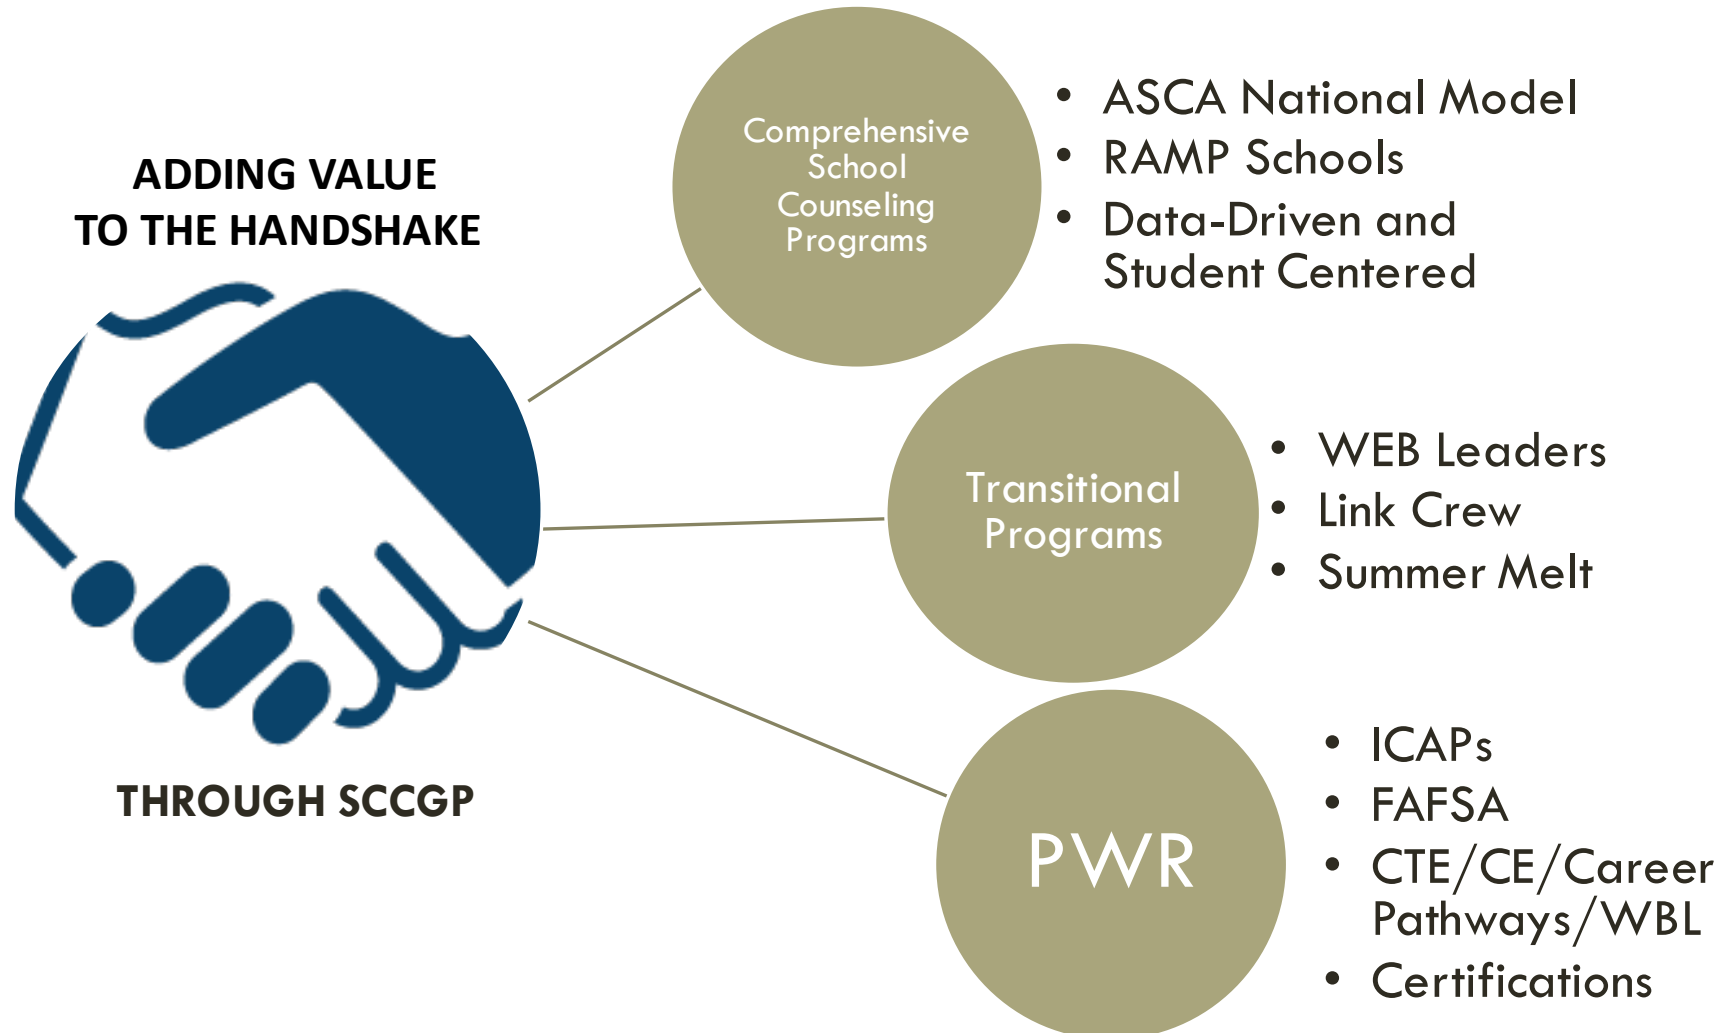 ADDING VALUE
TO THE HANDSHAKE
THROUGH SCCGP
Comprehensive
School
Counseling
Programs
• ASCA National Model
• RAMP Schools
• Data-Driven and
Student Centered
Transitional
Programs
• WEB Leaders
• Link Crew
• Summer Melt
PWR
• ICAPs
• FAFSA
• CTE/CE/Career
Pathways/WBL
• Certifications